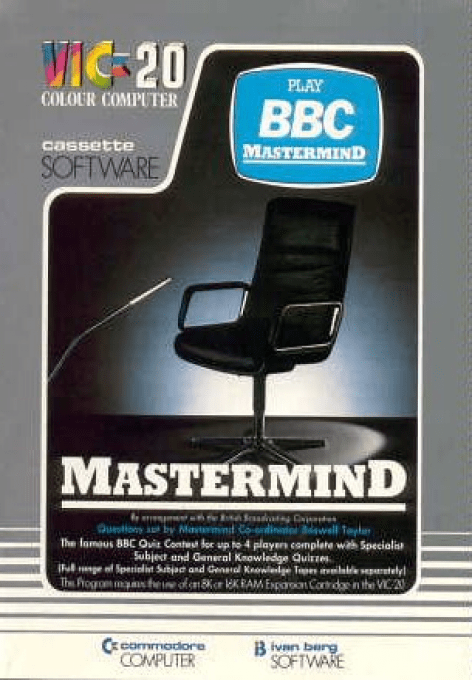 VIC-20
COLOUR COMPUTER
cassette
SOFTWARE
PLAY
BBC
MASTERMIND
MASTERMIND
By arrangement with the British Broadcasting Corporation
Questions set by Mastermind Co-ordinator Boswell Taylor
The famous BBC Quiz Contest for up to 4 players complete with Specialist
Subject and General Knowledge Quizzes.
(Full range of Specialist Subject and General Knowledge Tapes available separately)
This Program requires the use of an 8K or 16K RAM Expansion Cartridge in the VIC 20
commodore
COMPUTER
ivan berg
SOFTWARE